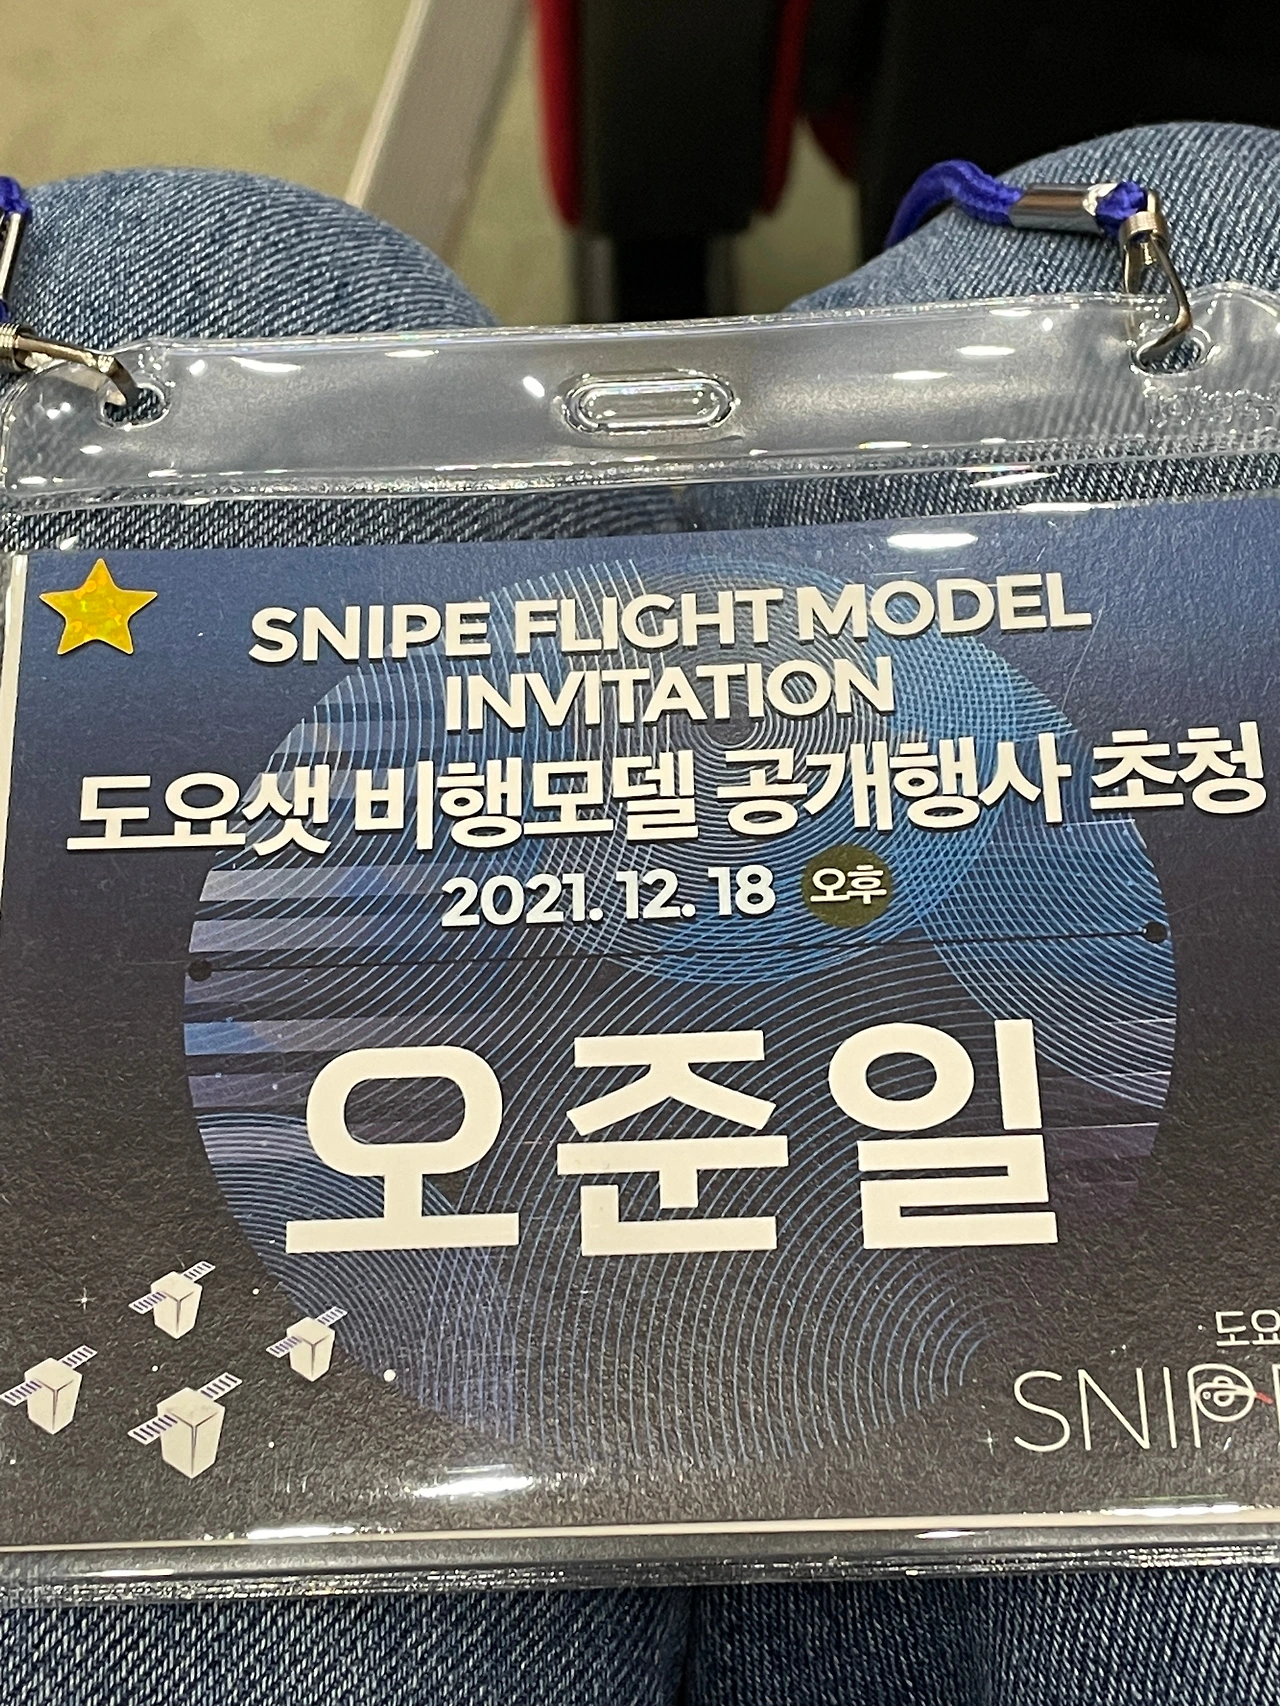 SNIPE FLIGHT MODEL
INVITATION
도요샛 비행모델 공개행사 초청
2021. 12. 18 오후
오준일